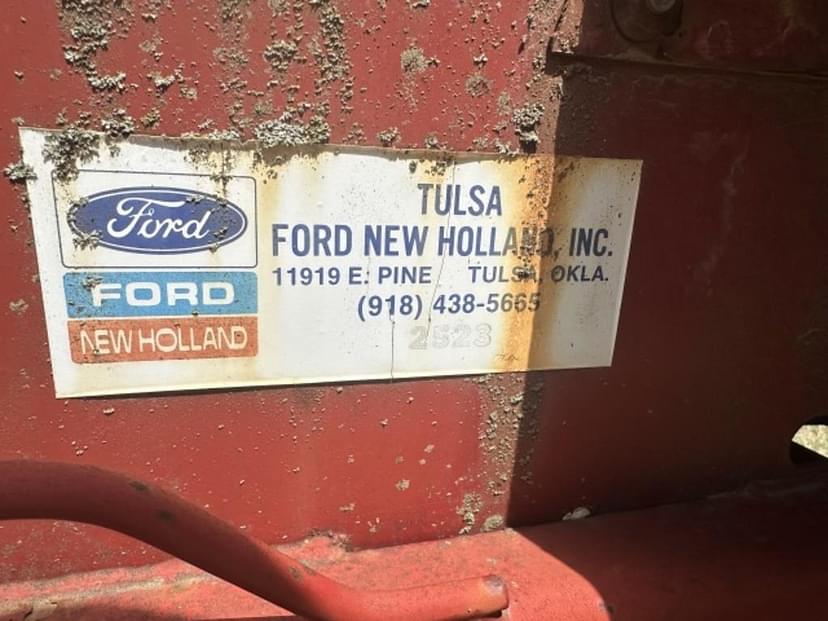 Ford
FORD
NEW HOLLAND
TULSA
FORD NEW HOLLAND, INC.
11919 E. PINE TULSA, OKLA.
(918) 438-5665
2523